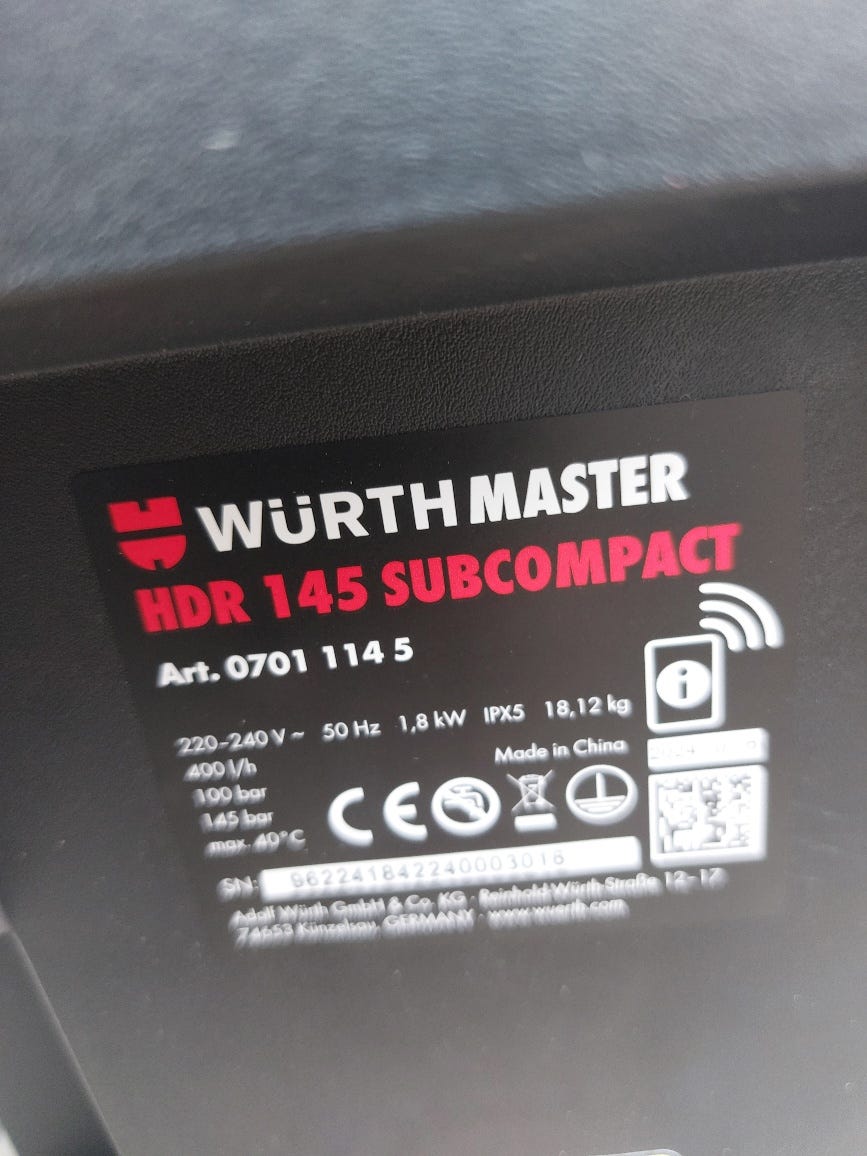 WÜRTH MASTER
HDR 145 SUBCOMPACT
Art. 0701 114 5
220-240 V ~ 50 Hz 1,8 kW IPX5 18,12 kg
400 l/h
Made in China
100 bar
145 bar
max. 40°C
SN: 962241842240003016
Adolf Würth GmbH & Co. KG · Reinhold-Würth-Straße 12-17
74653 Künzelsau, GERMANY · www.wuerth.com